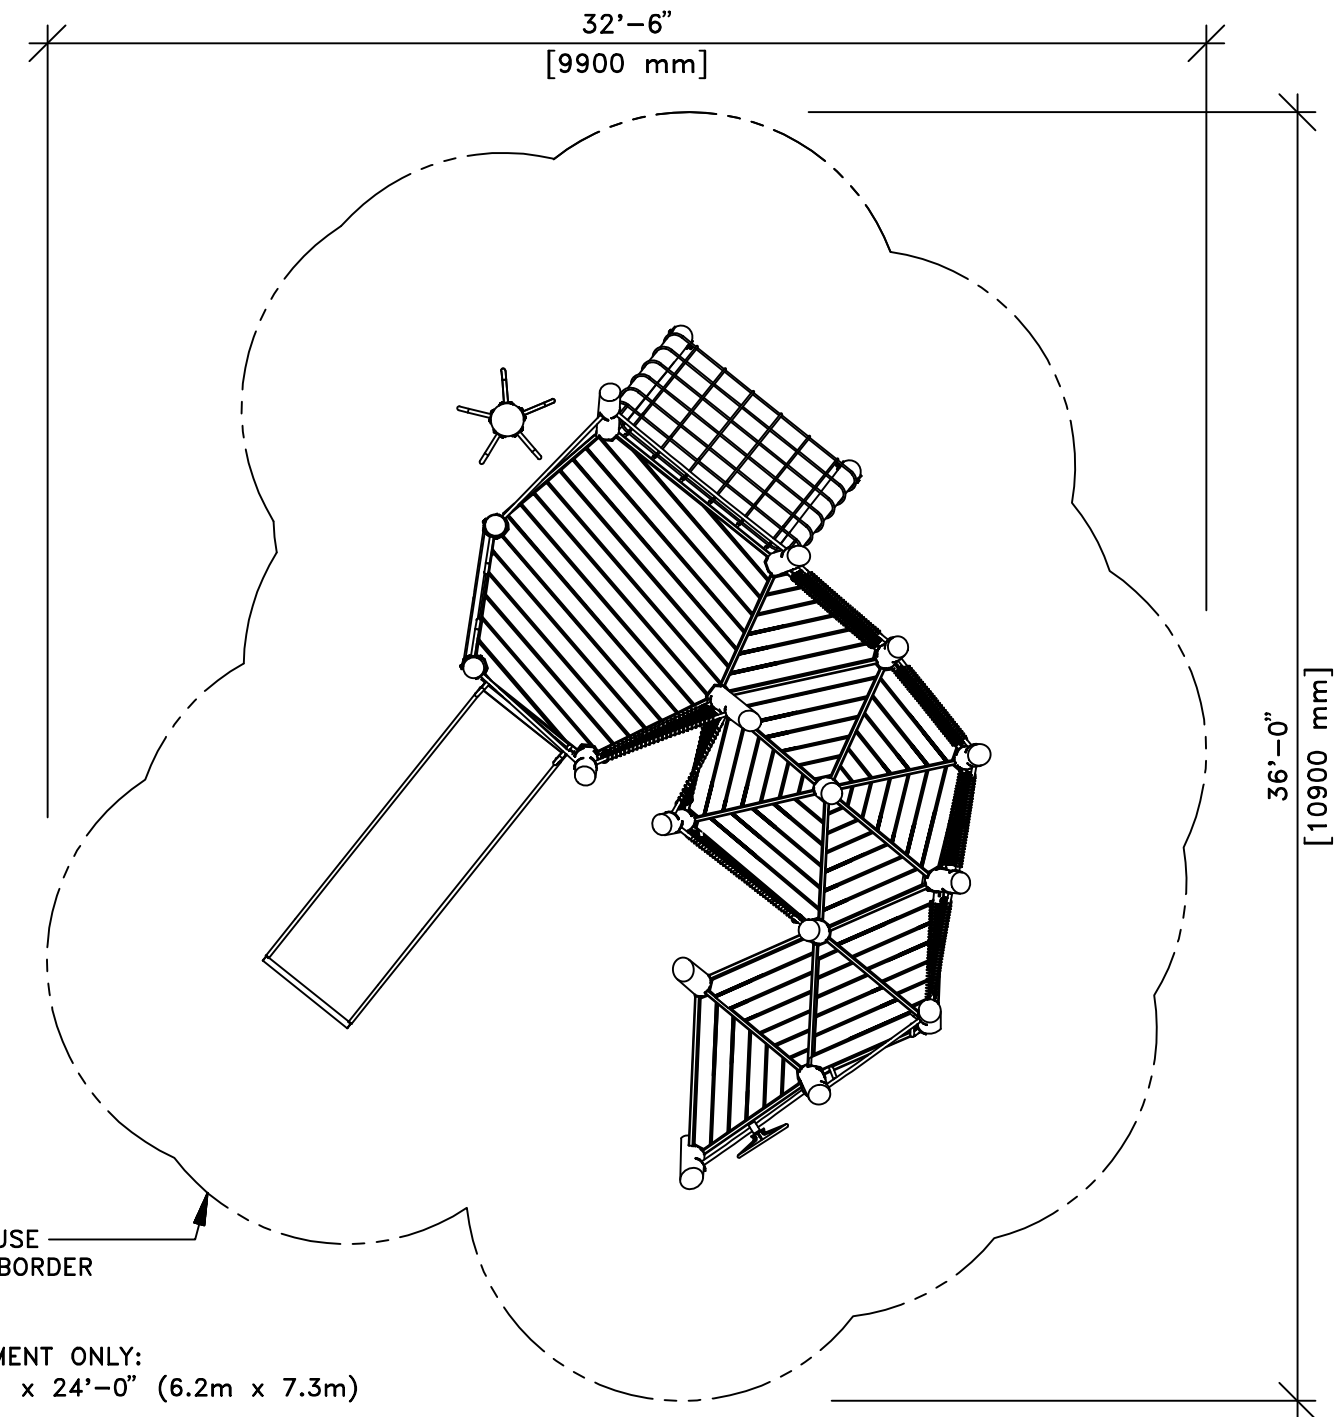 32'-6"
[9900 mm]
36'-0"
[10900 mm]
USE
BORDER
MENT ONLY:
x 24'-0" (6.2m x 7.3m)